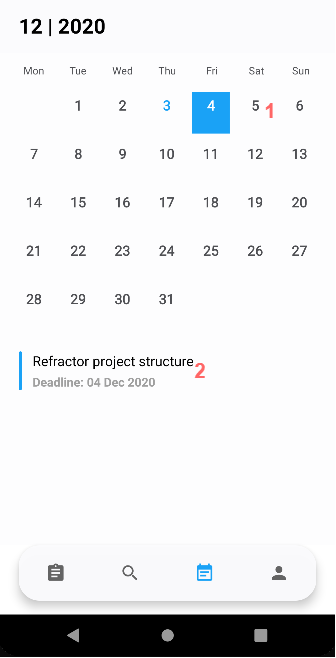 12 | 2020
Mon Tue Wed Thu Fri Sat Sun
1 2 3 4 5 6
1
7 8 9 10 11 12 13
14 15 16 17 18 19 20
21 22 23 24 25 26 27
28 29 30 31
Refractor project structure
2
Deadline: 04 Dec 2020